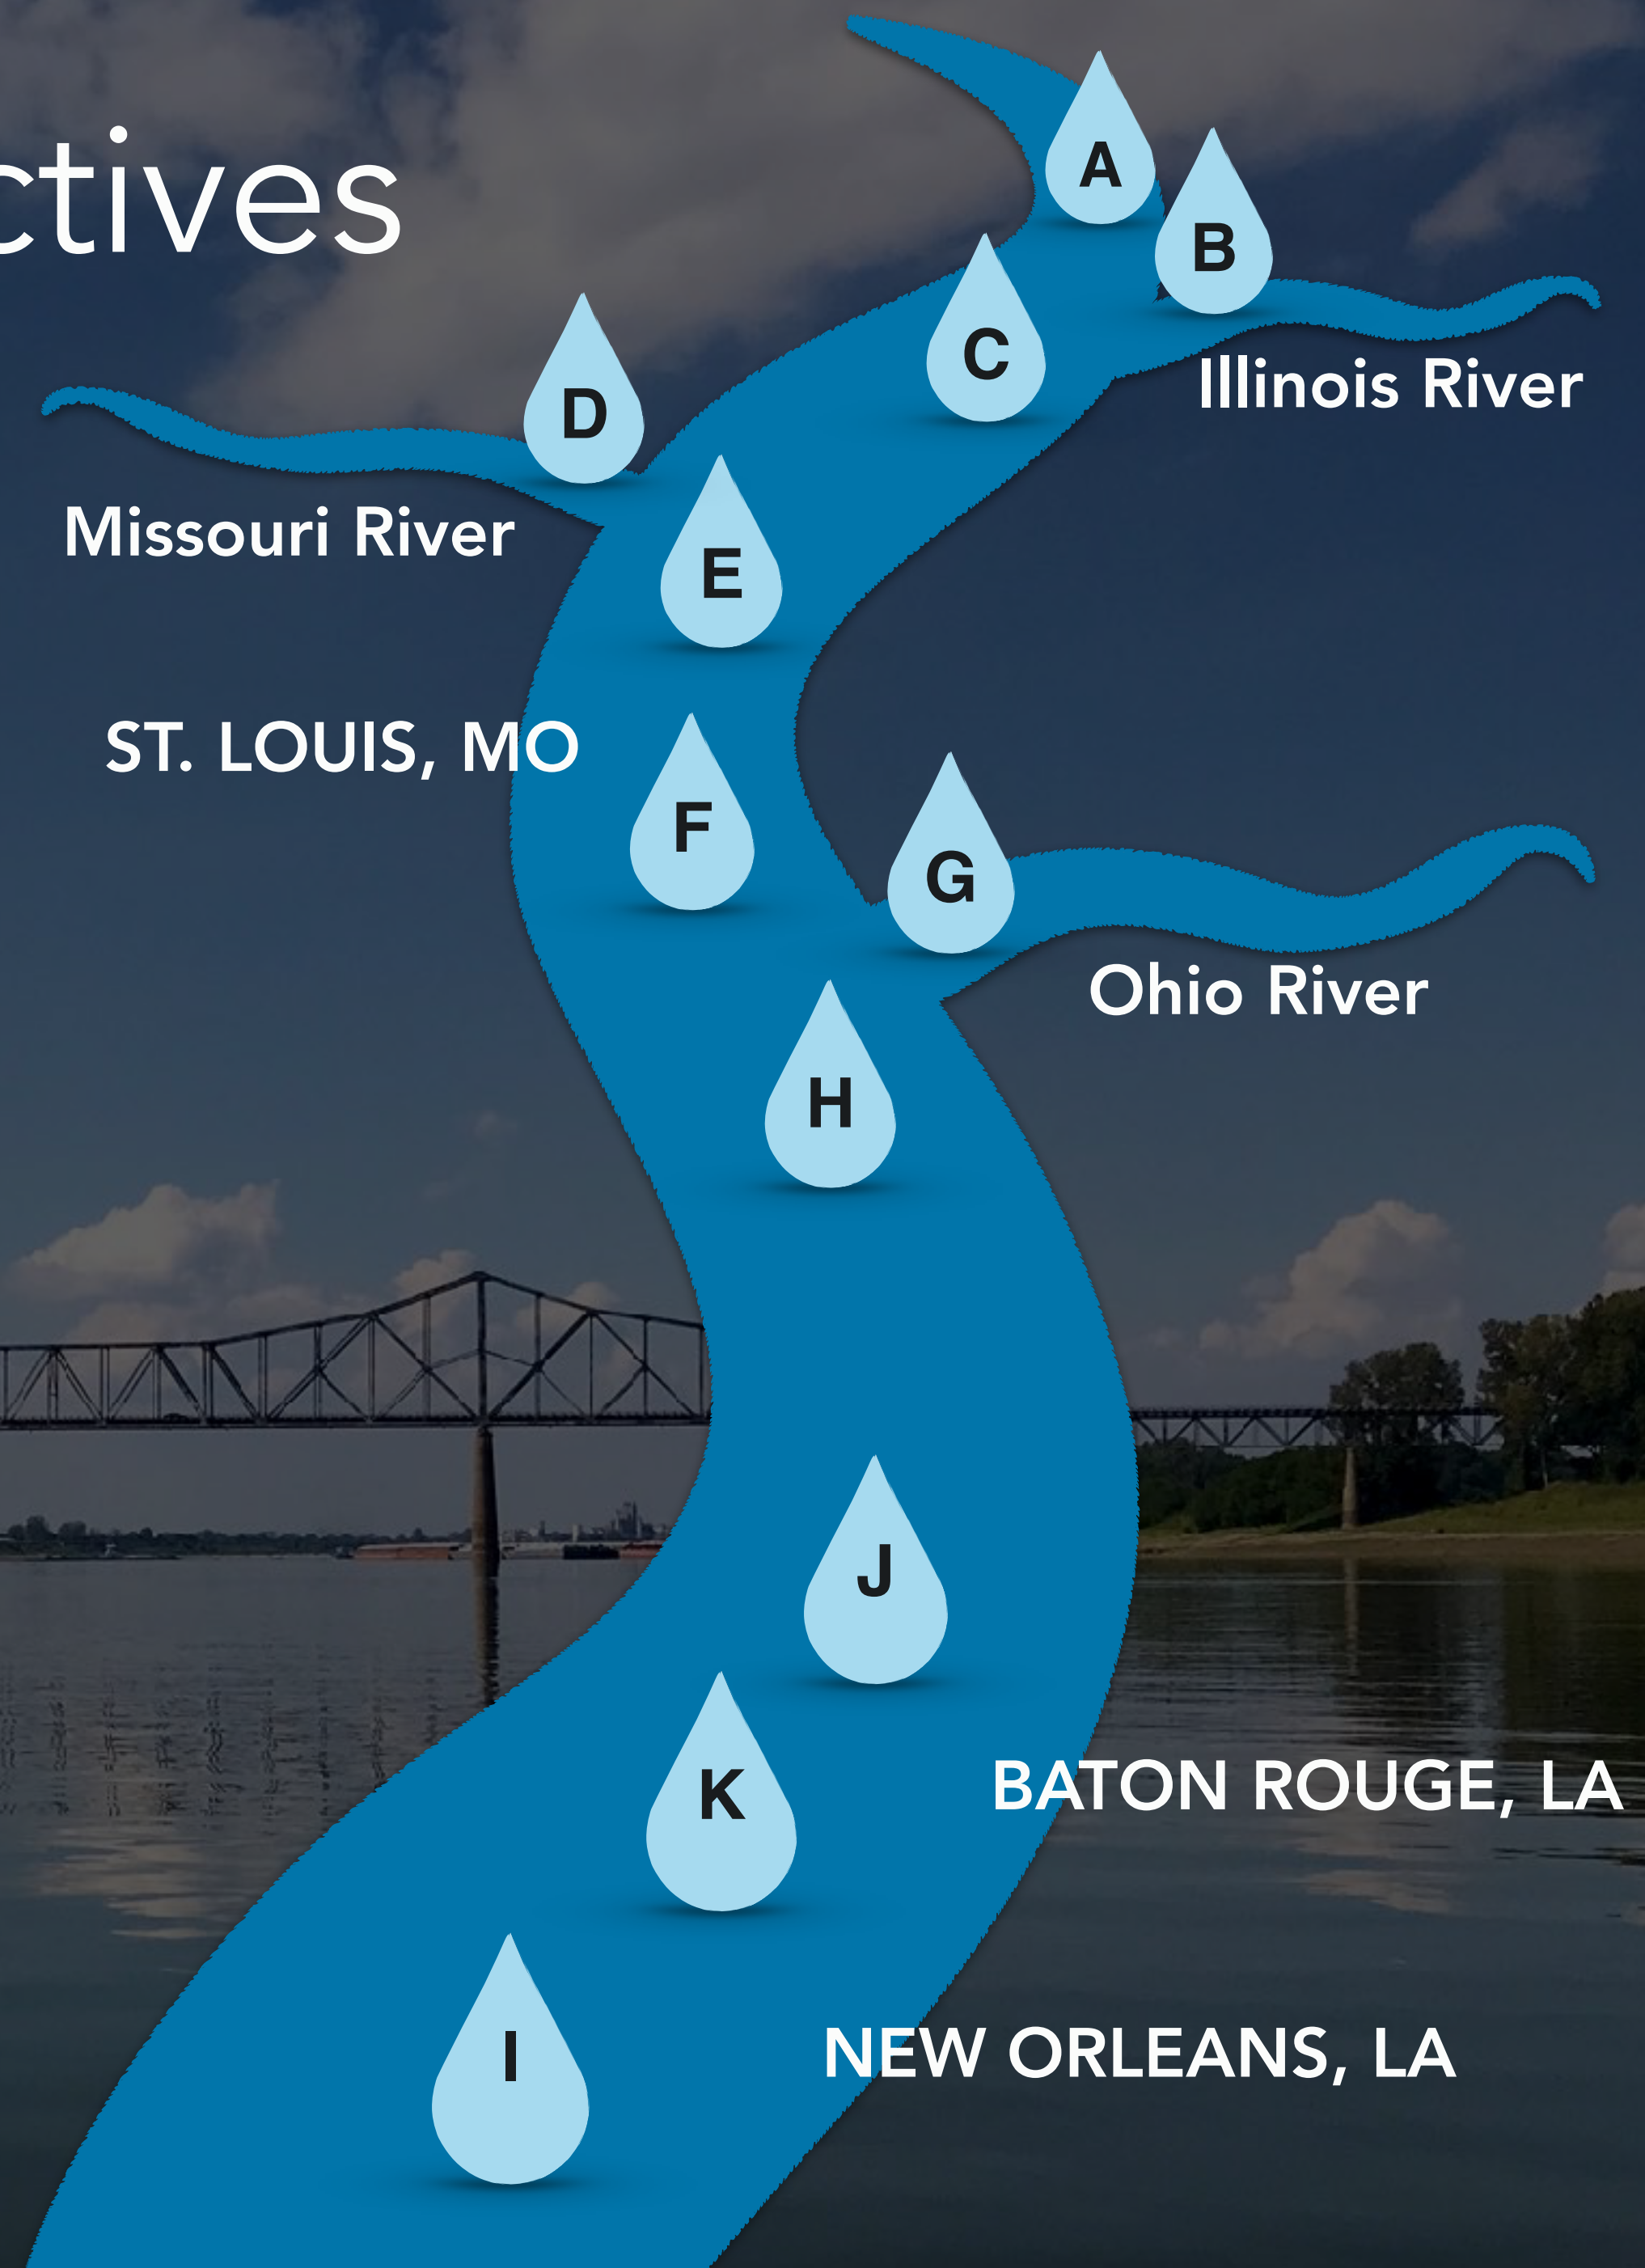 ctives
A
B
C
Illinois River
D
Missouri River
E
ST. LOUIS, MO
F
G
Ohio River
H
J
K
BATON ROUGE, LA
I
NEW ORLEANS, LA